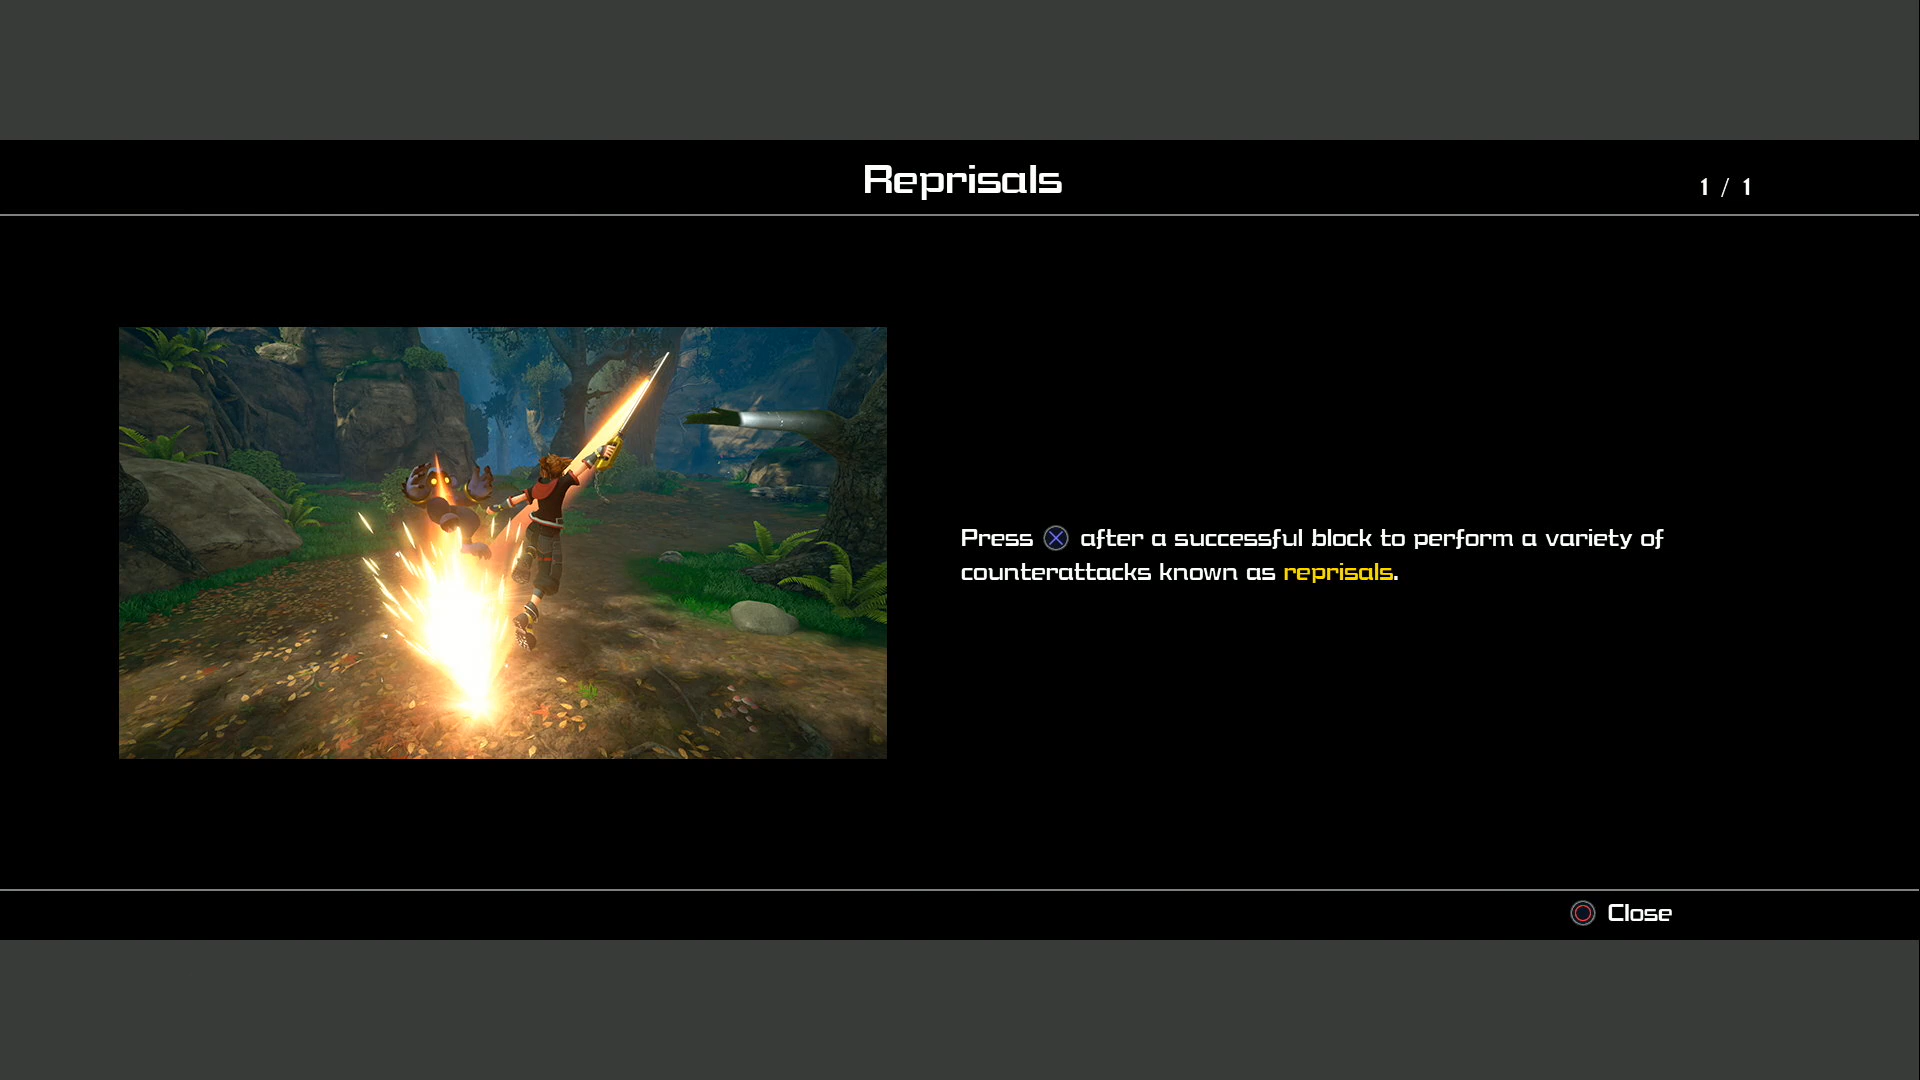 Reprisals
1 / 1
Press after a successful block to perform a variety of
counterattacks known as reprisals.
Close